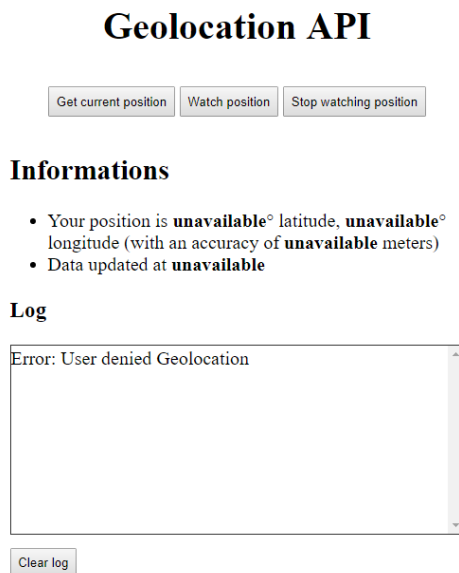 Geolocation API
Get current position Watch position Stop watching position
Informations
Your position is unavailable° latitude, unavailable°
longitude (with an accuracy of unavailable meters)
Data updated at unavailable
Log
Error: User denied Geolocation
Clear log